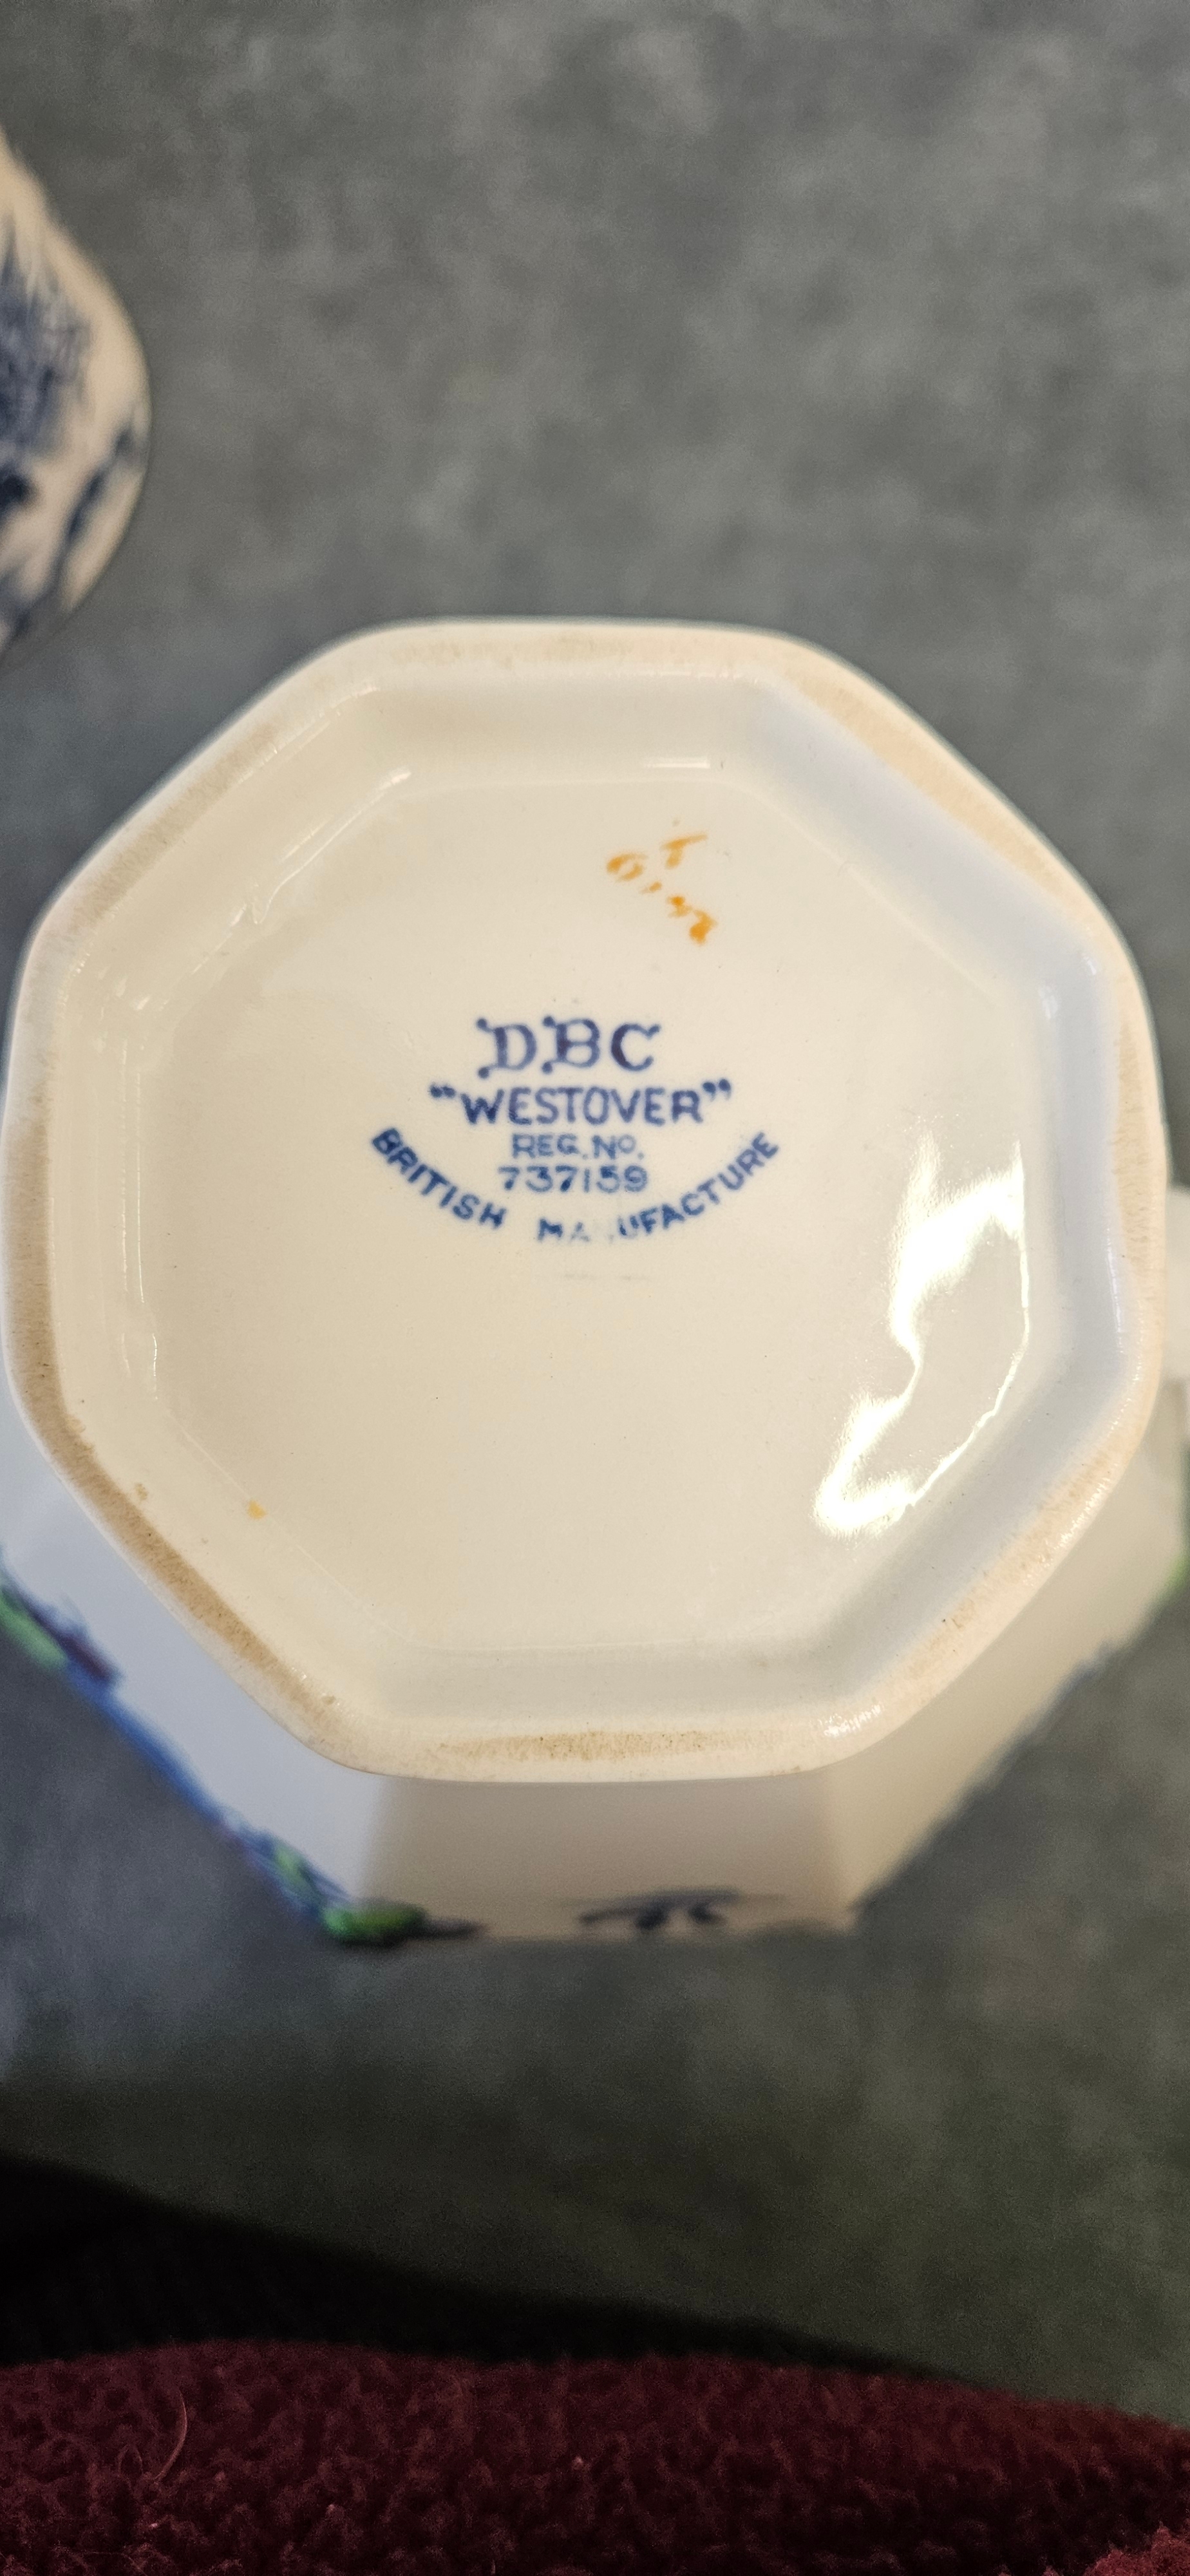 DBC
"WESTOVER"
REG. NO.
737159
BRITISH MANUFACTURE